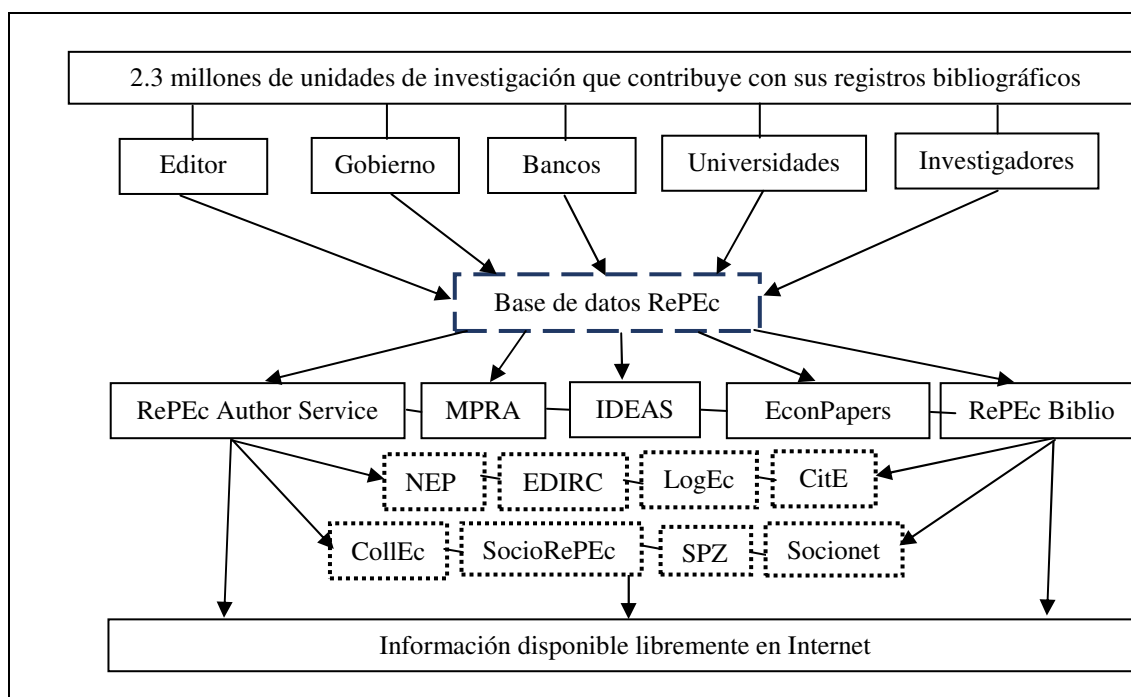 2.3 millones de unidades de investigación que contribuye con sus registros bibliográficos
Editor Gobierno Bancos Universidades Investigadores
Base de datos RePEc
RePEc Author Service MPRA IDEAS EconPapers RePEc Biblio
NEP EDIRC LogEc CitE
CollEc SocioRePEc SPZ Socionet
Información disponible libremente en Internet